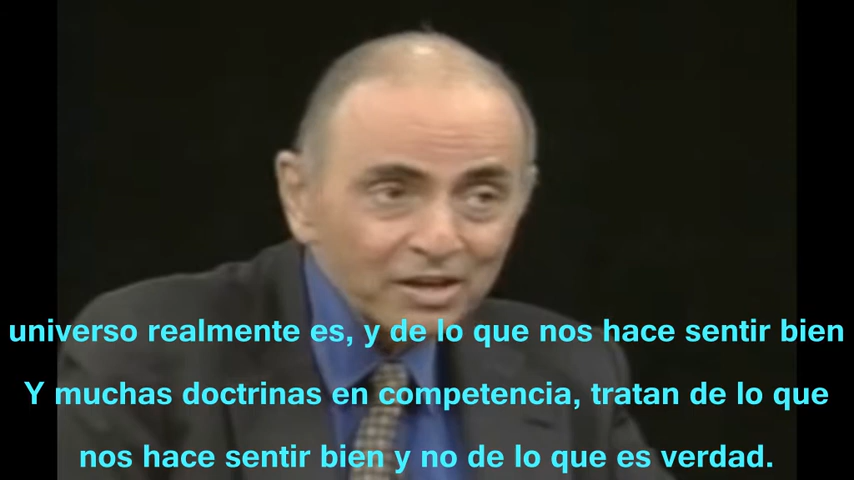 universo realmente es, y de lo que nos hace sentir bien
Y muchas doctrinas en competencia, tratan de lo que
nos hace sentir bien y no de lo que es verdad.